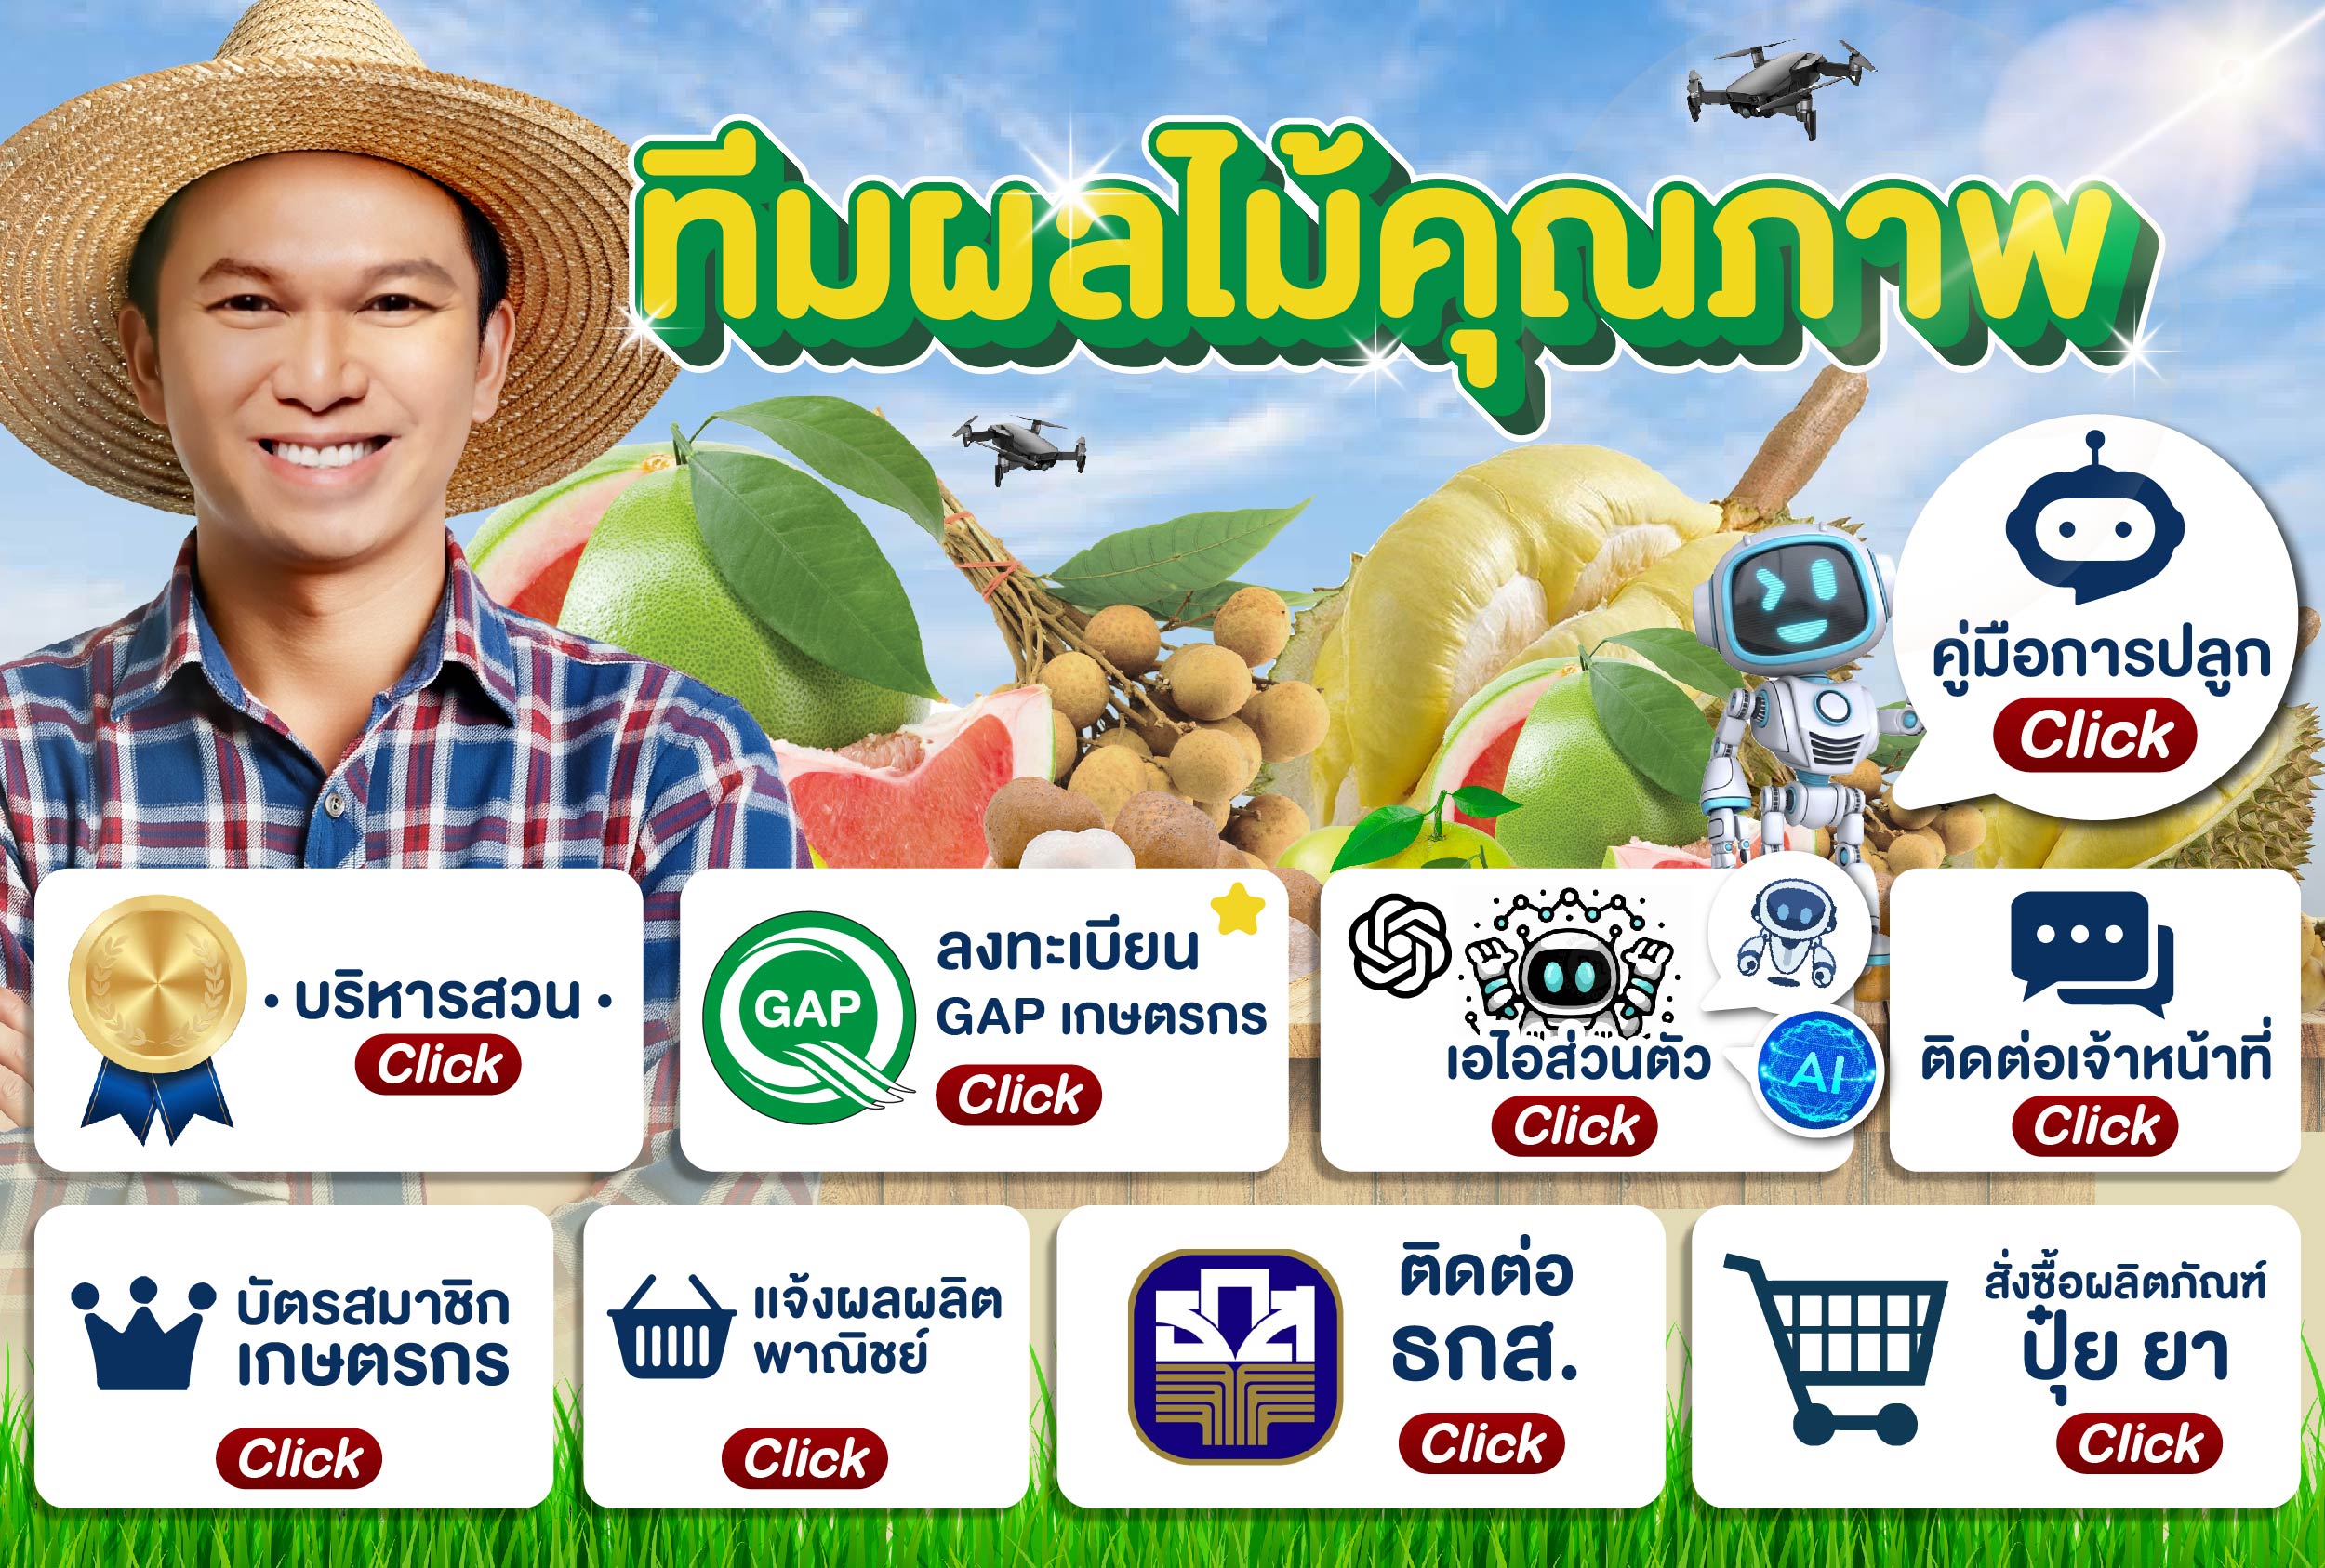 ทีมผลไม้คุณภาพ
คู่มือการปลูก
Click
• บริหารสวน •
Click
GAP
ลงทะเบียน
GAP เกษตรกร
Click
เอไอส่วนตัว
AI
Click
ติดต่อเจ้าหน้าที่
Click
บัตรสมาชิก
เกษตรกร
Click
แจ้งผลผลิต
พาณิชย์
Click
ติดต่อ
ธกส.
Click
สั่งซื้อผลิตภัณฑ์
ปุ๋ย ยา
Click